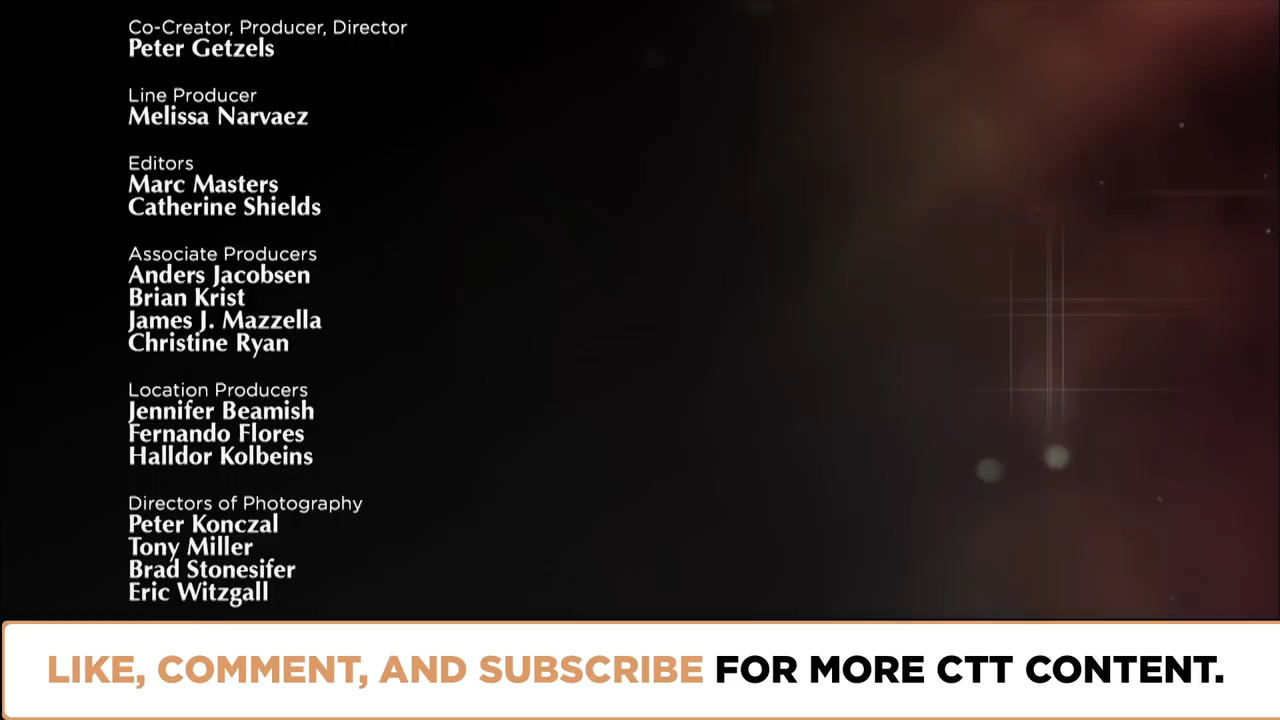 Co-Creator, Producer, Director
Peter Getzels
Line Producer
Melissa Narvaez
Editors
Marc Masters
Catherine Shields
Associate Producers
Anders Jacobsen
Brian Krist
James J. Mazzella
Christine Ryan
Location Producers
Jennifer Beamish
Fernando Flores
Halldor Kolbeins
Directors of Photography
Peter Konczal
Tony Miller
Brad Stonesifer
Eric Witzgall
LIKE, COMMENT, AND SUBSCRIBE FOR MORE CTT CONTENT.